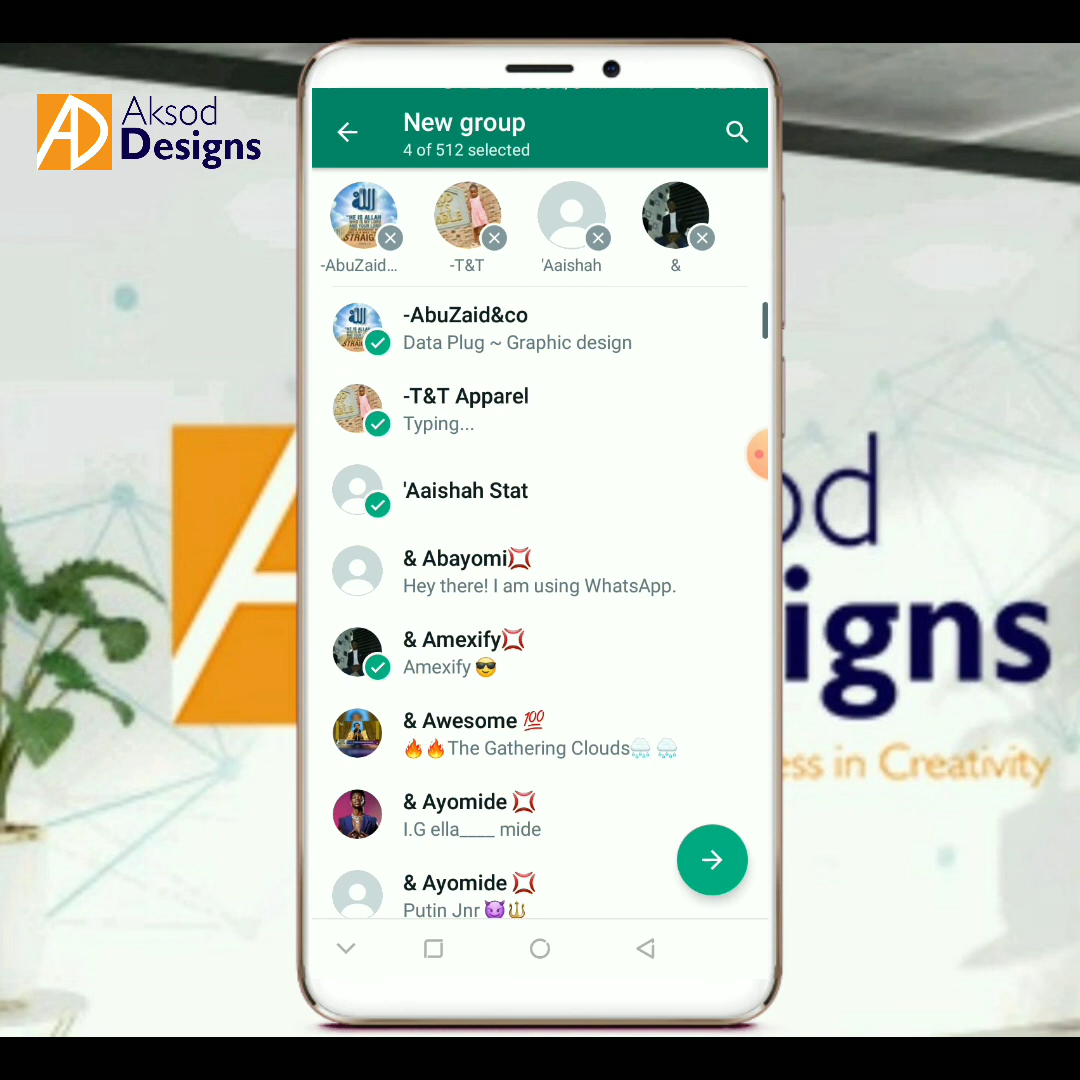 Aksod
Designs
New group
4 of 512 selected
-AbuZaid...
-T&T
'Aaishah
&
-AbuZaid&co
Data Plug ~ Graphic design
-T&T Apparel
Typing...
'Aaishah Stat
& Abayomi💢
Hey there! I am using WhatsApp.
& Amexify💢
Amexify 😎
& Awesome 💯
🔥🔥The Gathering Clouds🌧️🌧️
& Ayomide 💢
I.G ella____ mide
& Ayomide 💢
Putin Jnr 😈🔱
od
igns
ess in Creativity